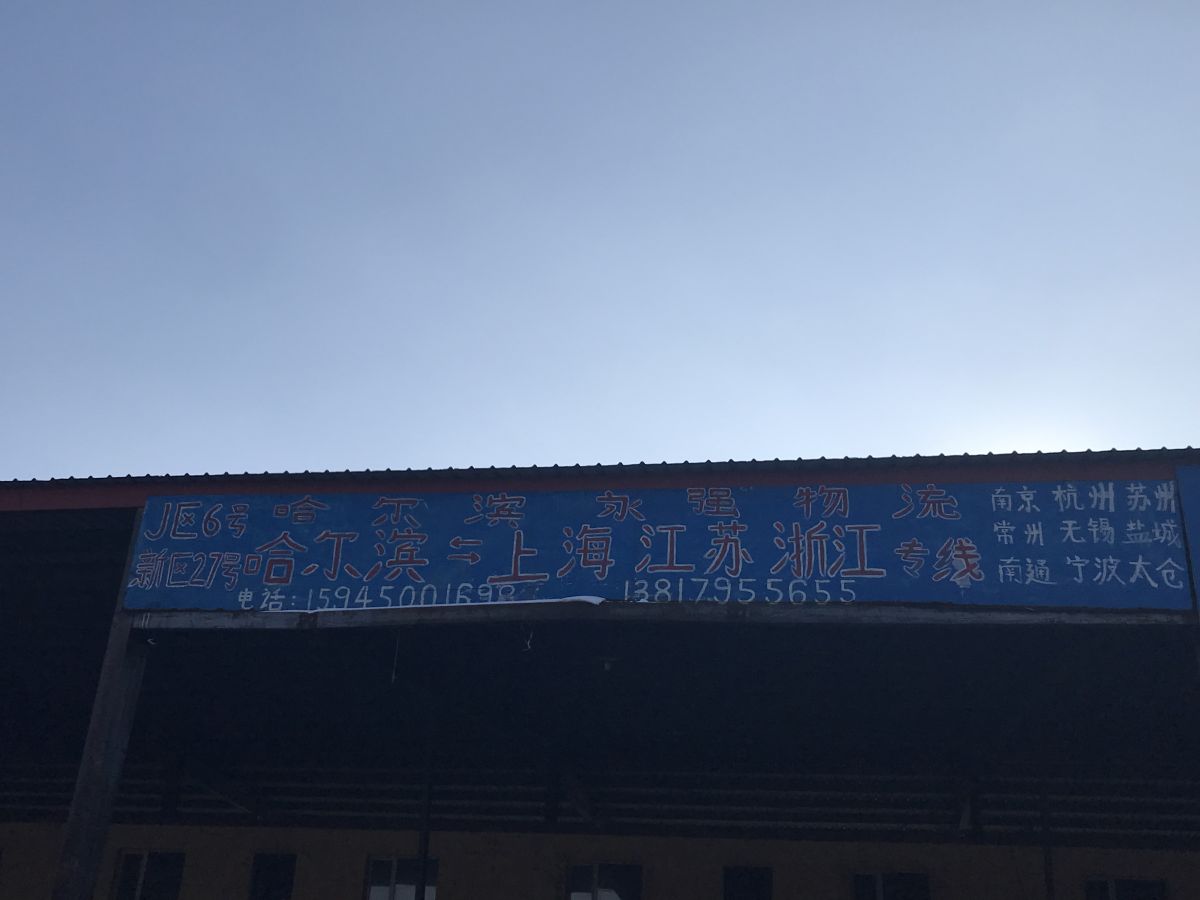 J区6号 哈尔滨永强物流 南京 杭州 苏州
新区27号 哈尔滨⇋上海江苏浙江专线 常州 无锡 盐城
南通 宁波 太仓
电话:15945001698 13817955655